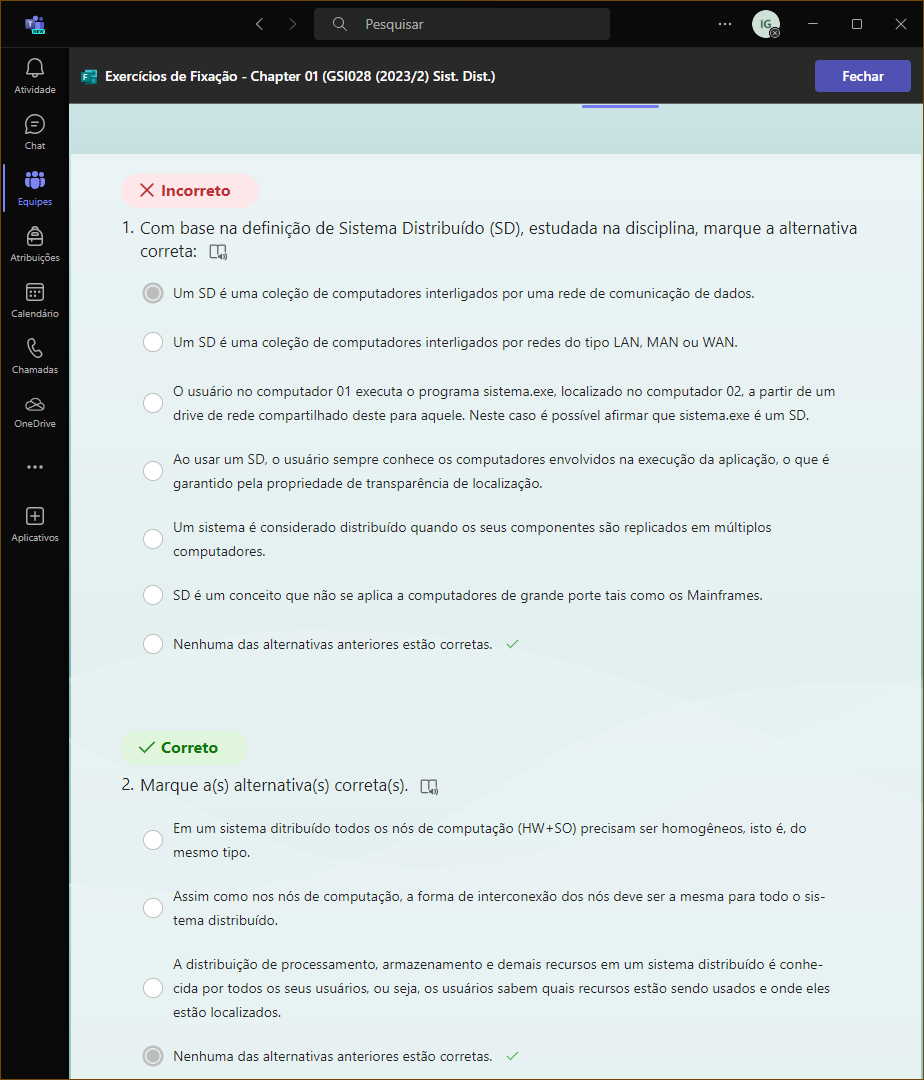 Pesquisar
IG
Exercícios de Fixação - Chapter 01 (GSI028 (2023/2) Sist. Dist.)
Fechar
Atividade
Chat
Equipes
Atribuições
Calendário
Chamadas
OneDrive
Aplicativos
Incorreto
1. Com base na definição de Sistema Distribuído (SD), estudada na disciplina, marque a alternativa
correta:
Um SD é uma coleção de computadores interligados por uma rede de comunicação de dados.
Um SD é uma coleção de computadores interligados por redes do tipo LAN, MAN ou WAN.
O usuário no computador 01 executa o programa sistema.exe, localizado no computador 02, a partir de um
drive de rede compartilhado deste para aquele. Neste caso é possível afirmar que sistema.exe é um SD.
Ao usar um SD, o usuário sempre conhece os computadores envolvidos na execução da aplicação, o que é
garantido pela propriedade de transparência de localização.
Um sistema é considerado distribuído quando os seus componentes são replicados em múltiplos
computadores.
SD é um conceito que não se aplica a computadores de grande porte tais como os Mainframes.
Nenhuma das alternativas anteriores estão corretas.
Correto
2. Marque a(s) alternativa(s) correta(s).
Em um sistema ditribuído todos os nós de computação (HW+SO) precisam ser homogêneos, isto é, do
mesmo tipo.
Assim como nos nós de computação, a forma de interconexão dos nós deve ser a mesma para todo o sis-
tema distribuído.
A distribuição de processamento, armazenamento e demais recursos em um sistema distribuído é conhe-
cida por todos os seus usuários, ou seja, os usuários sabem quais recursos estão sendo usados e onde eles
estão localizados.
Nenhuma das alternativas anteriores estão corretas.